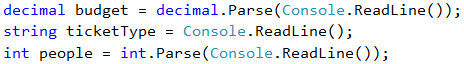 decimal budget = decimal.Parse(Console.ReadLine());
string ticketType = Console.ReadLine();
int people = int.Parse(Console.ReadLine());